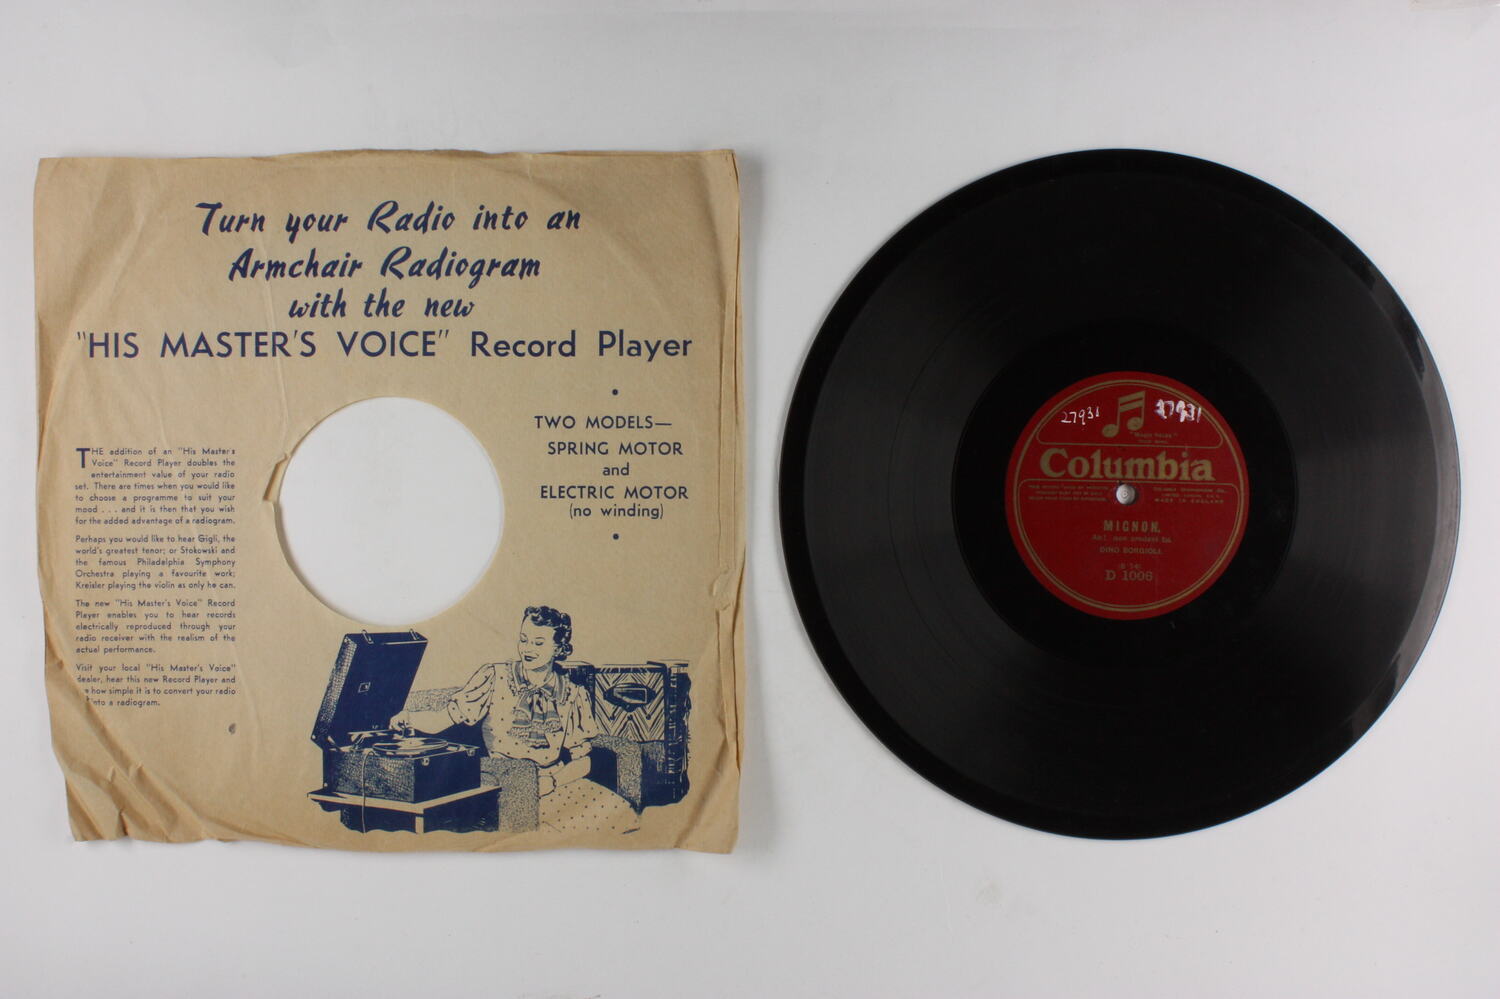 Turn your Radio into an
Armchair Radiogram
with the new
"HIS MASTER'S VOICE" Record Player
TWO MODELS—
SPRING MOTOR
and
ELECTRIC MOTOR
(no winding)
THE addition of an "His Master's
Voice" Record Player doubles the
entertainment value of your radio
set. There are times when you would like
to choose a programme to suit your
mood . . . and it is then that you wish
for the added advantage of a radiogram.
Perhaps you would like to hear Gigli, the
world's greatest tenor; or Stokowski and
the famous Philadelphia Symphony
Orchestra playing a favourite work;
Kreisler playing the violin as only he can.
The new "His Master's Voice" Record
Player enables you to hear records
electrically reproduced through your
radio receiver with the realism of the
actual performance.
Visit your local "His Master's Voice"
dealer, hear this new Record Player and
how simple it is to convert your radio
into a radiogram.
27931
27931
"Magic Notes"
TRADE MARK.
Columbia
MADE IN ENGLAND
MIGNON.
Ah! non credevi tu.
DINO BORGIOLI.
D 1006